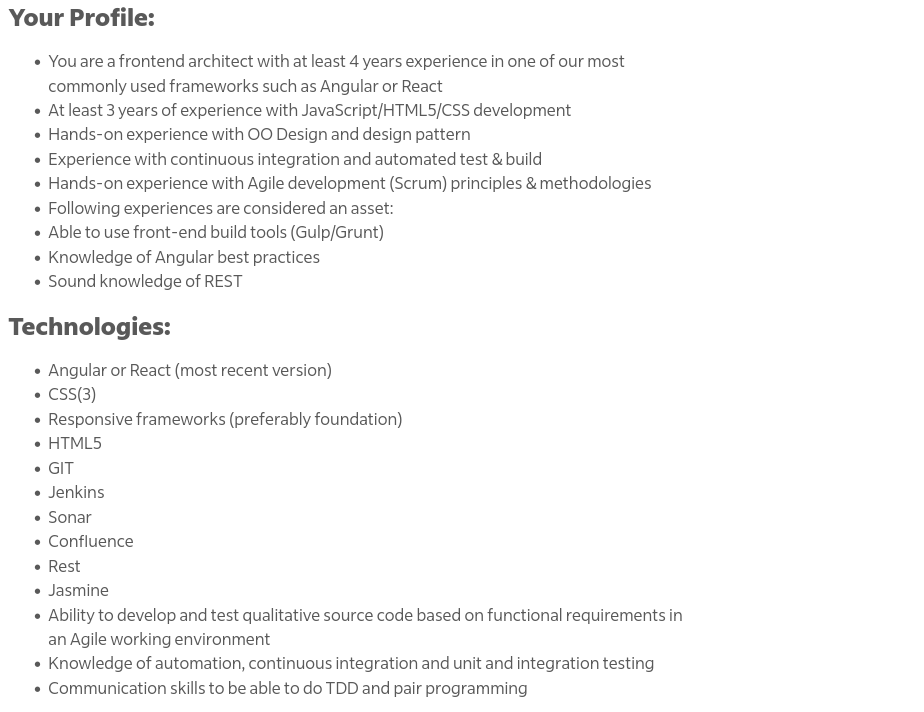 Your Profile:
• You are a frontend architect with at least 4 years experience in one of our most
commonly used frameworks such as Angular or React
• At least 3 years of experience with JavaScript/HTML5/CSS development
• Hands-on experience with OO Design and design pattern
• Experience with continuous integration and automated test & build
• Hands-on experience with Agile development (Scrum) principles & methodologies
• Following experiences are considered an asset:
• Able to use front-end build tools (Gulp/Grunt)
• Knowledge of Angular best practices
• Sound knowledge of REST
Technologies:
• Angular or React (most recent version)
• CSS(3)
• Responsive frameworks (preferably foundation)
• HTML5
• GIT
• Jenkins
• Sonar
• Confluence
• Rest
• Jasmine
• Ability to develop and test qualitative source code based on functional requirements in
an Agile working environment
• Knowledge of automation, continuous integration and unit and integration testing
• Communication skills to be able to do TDD and pair programming